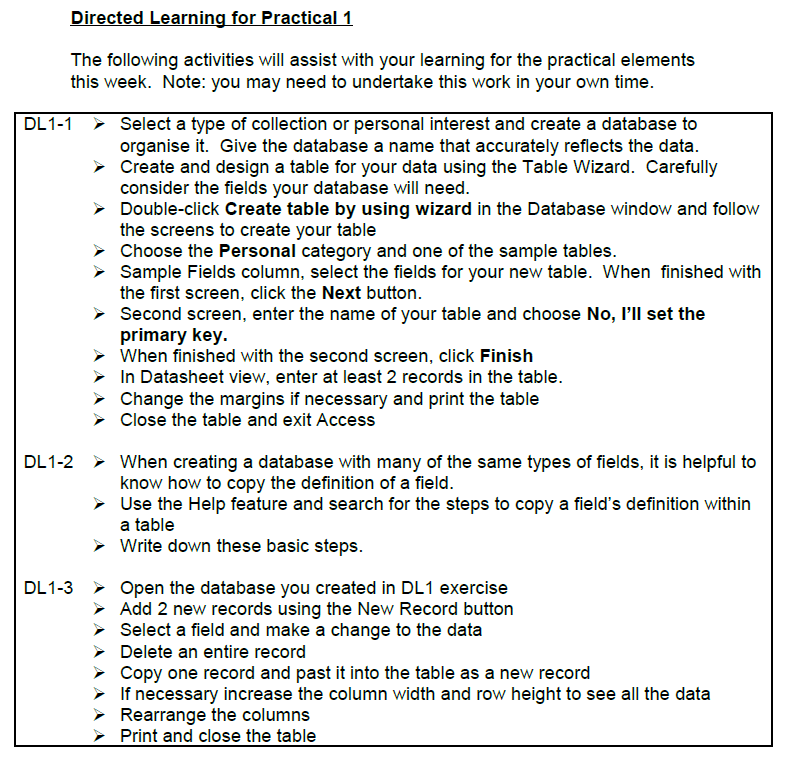 Directed Learning for Practical 1
The following activities will assist with your learning for the practical elements
this week. Note: you may need to undertake this work in your own time.
DL1-1 ➢ Select a type of collection or personal interest and create a database to
organise it. Give the database a name that accurately reflects the data.
➢ Create and design a table for your data using the Table Wizard. Carefully
consider the fields your database will need.
➢ Double-click Create table by using wizard in the Database window and follow
the screens to create your table
➢ Choose the Personal category and one of the sample tables.
➢ Sample Fields column, select the fields for your new table. When finished with
the first screen, click the Next button.
➢ Second screen, enter the name of your table and choose No, I'll set the
primary key.
➢ When finished with the second screen, click Finish
➢ In Datasheet view, enter at least 2 records in the table.
➢ Change the margins if necessary and print the table
➢ Close the table and exit Access
DL1-2 ➢ When creating a database with many of the same types of fields, it is helpful to
know how to copy the definition of a field.
➢ Use the Help feature and search for the steps to copy a field's definition within
a table
➢ Write down these basic steps.
DL1-3 ➢ Open the database you created in DL1 exercise
➢ Add 2 new records using the New Record button
➢ Select a field and make a change to the data
➢ Delete an entire record
➢ Copy one record and past it into the table as a new record
➢ If necessary increase the column width and row height to see all the data
➢ Rearrange the columns
➢ Print and close the table